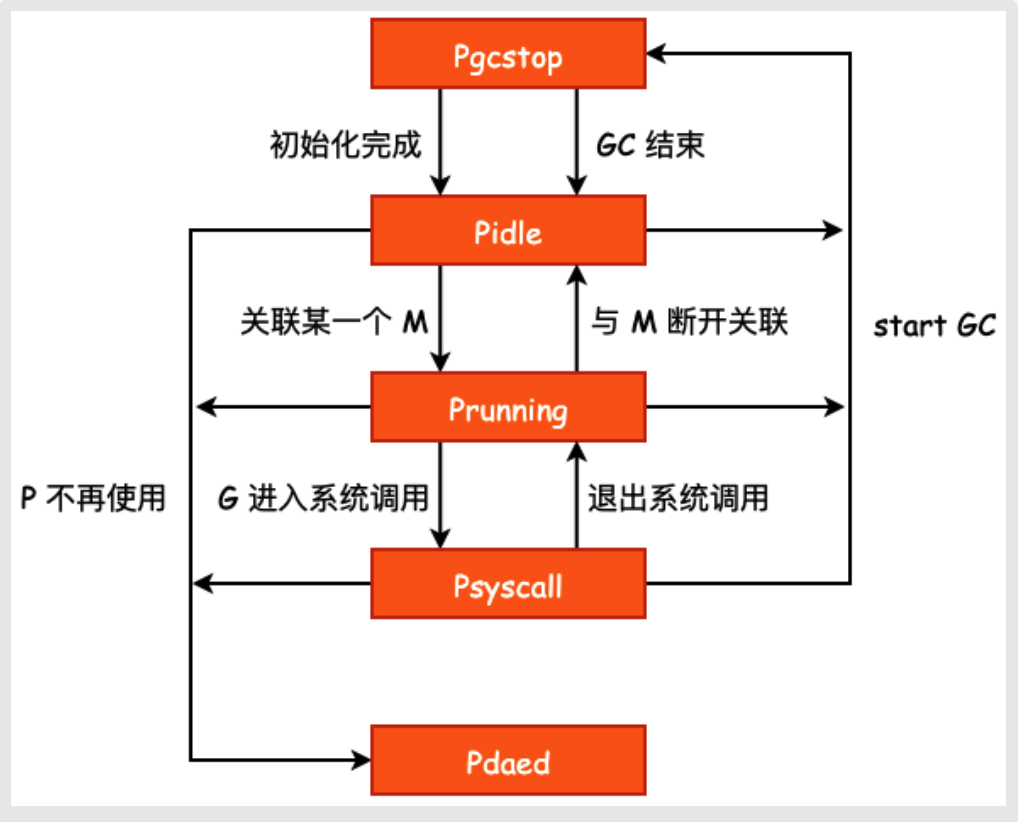 Pgcstop
初始化完成
GC 结束
Pidle
关联某一个 M
与 M 断开关联
start GC
Prunning
P 不再使用
G 进入系统调用
退出系统调用
Psyscall
Pdaed